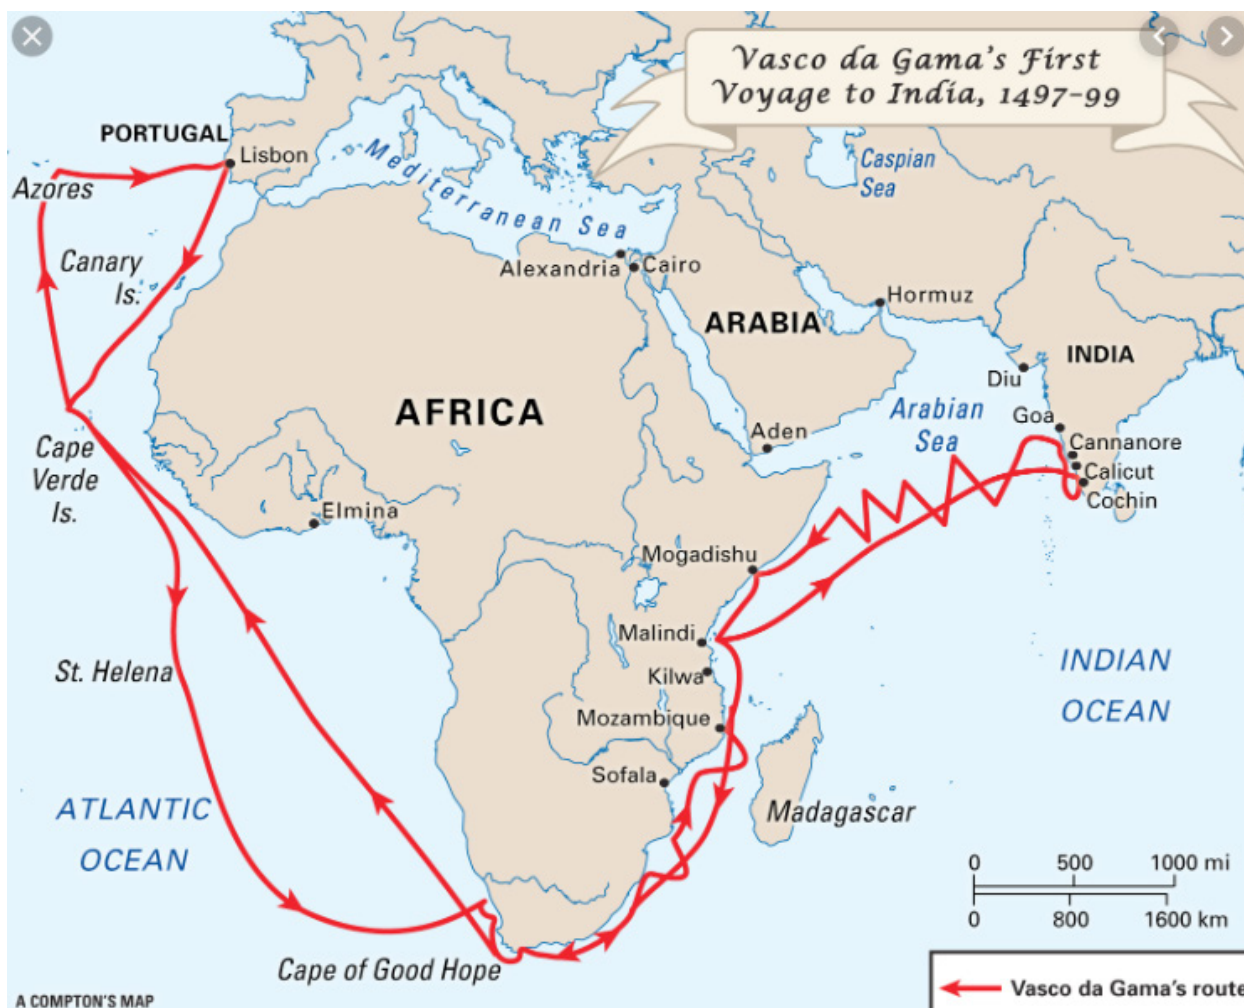 Vasco da Gama's First
Voyage to India, 1497-99
PORTUGAL
Lisbon
Azores
Mediterranean Sea
Caspian
Sea
Canary
Is.
Alexandria
Cairo
Hormuz
ARABIA
INDIA
Diu
AFRICA
Arabian
Sea
Goa
Aden
Cannanore
Calicut
Cochin
Cape
Verde
Is.
Elmina
Mogadishu
Malindi
St. Helena
Kilwa
INDIAN
OCEAN
Mozambique
Sofala
Madagascar
ATLANTIC
OCEAN
0 500 1000 mi
0 800 1600 km
Cape of Good Hope
Vasco da Gama's route
A COMPTON'S MAP